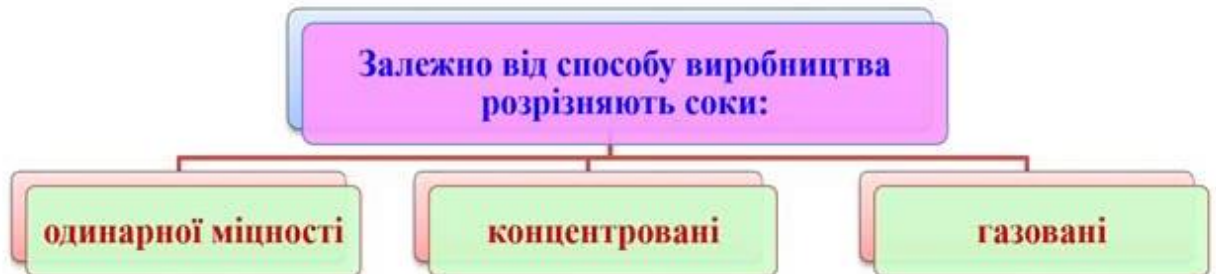 Залежно від способу виробництва
розрізняють соки:
одинарної міцності
концентровані
газовані